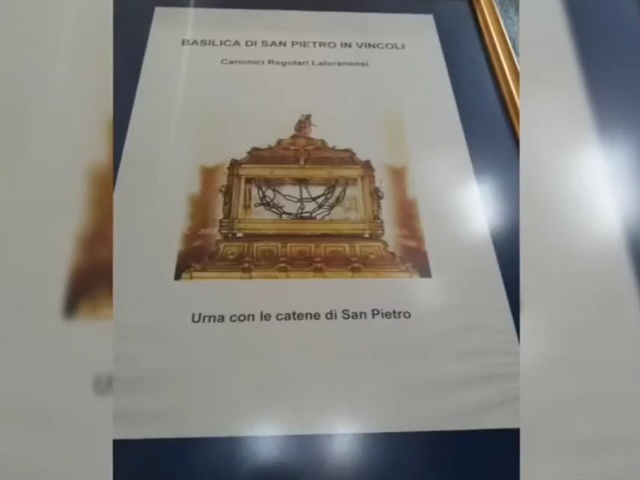 BASILICA DI SAN PIETRO IN VINCOLI
Canonici Regolari Lateranensi
Urna con le catene di San Pietro